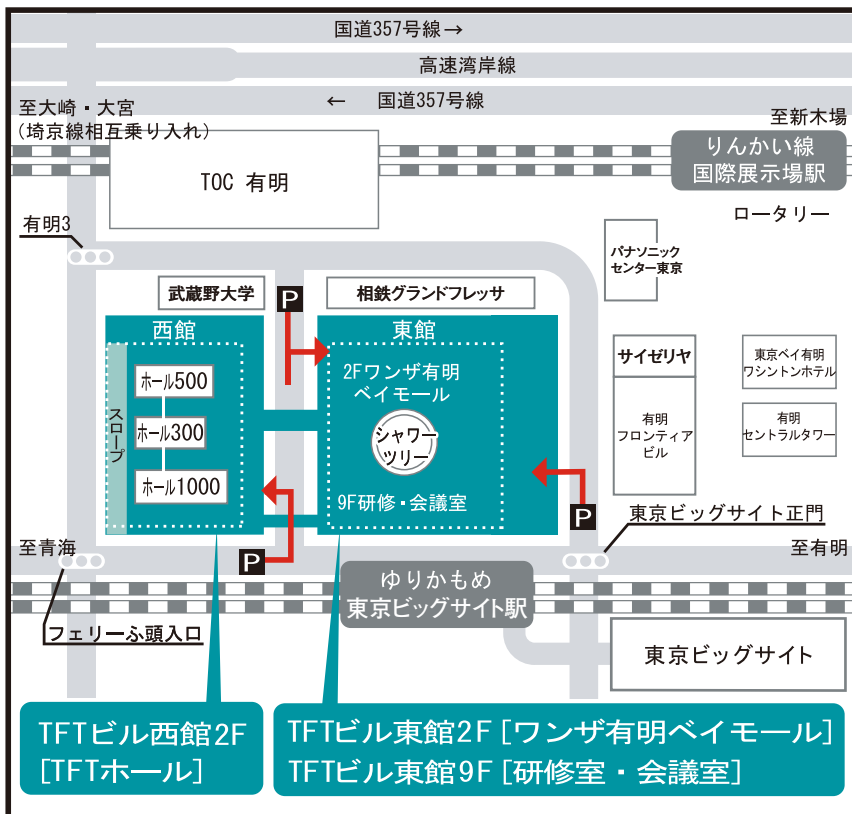 国道357号線→
高速湾岸線
← 国道357号線
至大崎・大宮
(埼京線相互乗り入れ)
至新木場
りんかい線
国際展示場駅
TOC 有明
ロータリー
有明3
パナソニック
センター東京
武蔵野大学
P
相鉄グランドフレッサ
西館
東館
サイゼリヤ
東京ベイ有明
ワシントンホテル
2Fワンザ有明
ベイモール
ホール500
スロープ
ホール300
シャワー
ツリー
有明
フロンティア
ビル
有明
セントラルタワー
ホール1000
9F研修・会議室
P
東京ビッグサイト正門
至青海
P
至有明
ゆりかもめ
東京ビッグサイト駅
フェリーふ頭入口
東京ビッグサイト
TFTビル西館2F
[TFTホール]
TFTビル東館2F [ワンザ有明ベイモール]
TFTビル東館9F [研修室・会議室]